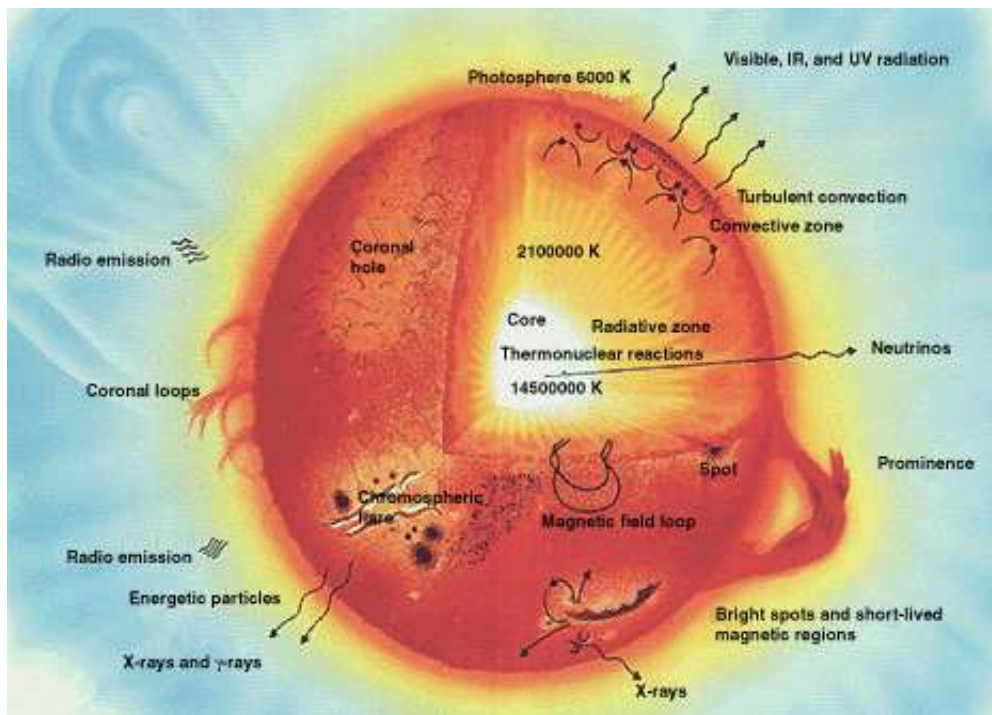 Visible, IR, and UV radiation
Photosphere 6000 K
Turbulent convection
Convective zone
Coronal
hole
2100000 K
Radio emission
Core
Radiative zone
Thermonuclear reactions
Neutrinos
14500000 K
Coronal loops
Spot
Prominence
Chromospheric
flare
Magnetic field loop
Radio emission
Energetic particles
Bright spots and short-lived
magnetic regions
X-rays and γ-rays
X-rays